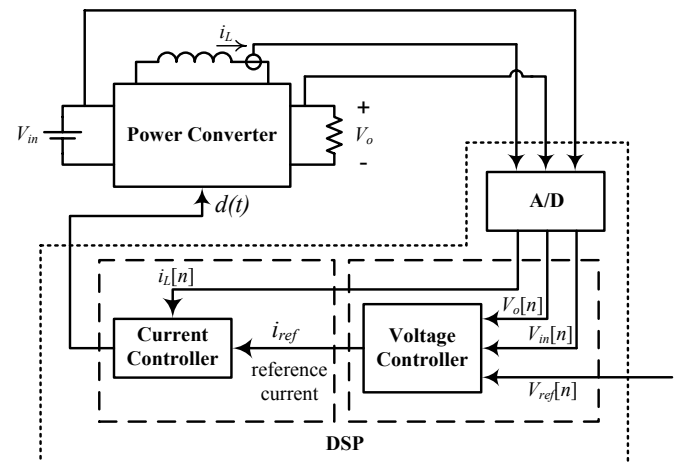 i_L
V_in
Power Converter
+
V_o
-
d(t)
A/D
i_L[n]
V_o[n]
Current
Controller
i_ref
reference
current
Voltage
Controller
V_in[n]
V_ref[n]
DSP